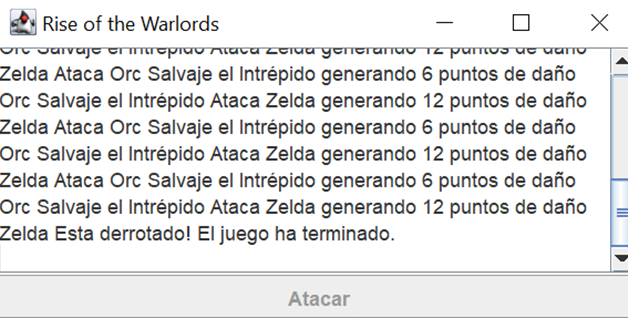 Rise of the Warlords
Orc Salvaje el Intrépido Ataca Zelda generando 12 puntos de daño
Zelda Ataca Orc Salvaje el Intrépido generando 6 puntos de daño
Orc Salvaje el Intrépido Ataca Zelda generando 12 puntos de daño
Zelda Ataca Orc Salvaje el Intrépido generando 6 puntos de daño
Orc Salvaje el Intrépido Ataca Zelda generando 12 puntos de daño
Zelda Ataca Orc Salvaje el Intrépido generando 6 puntos de daño
Orc Salvaje el Intrépido Ataca Zelda generando 12 puntos de daño
Zelda Esta derrotado! El juego ha terminado.
Atacar